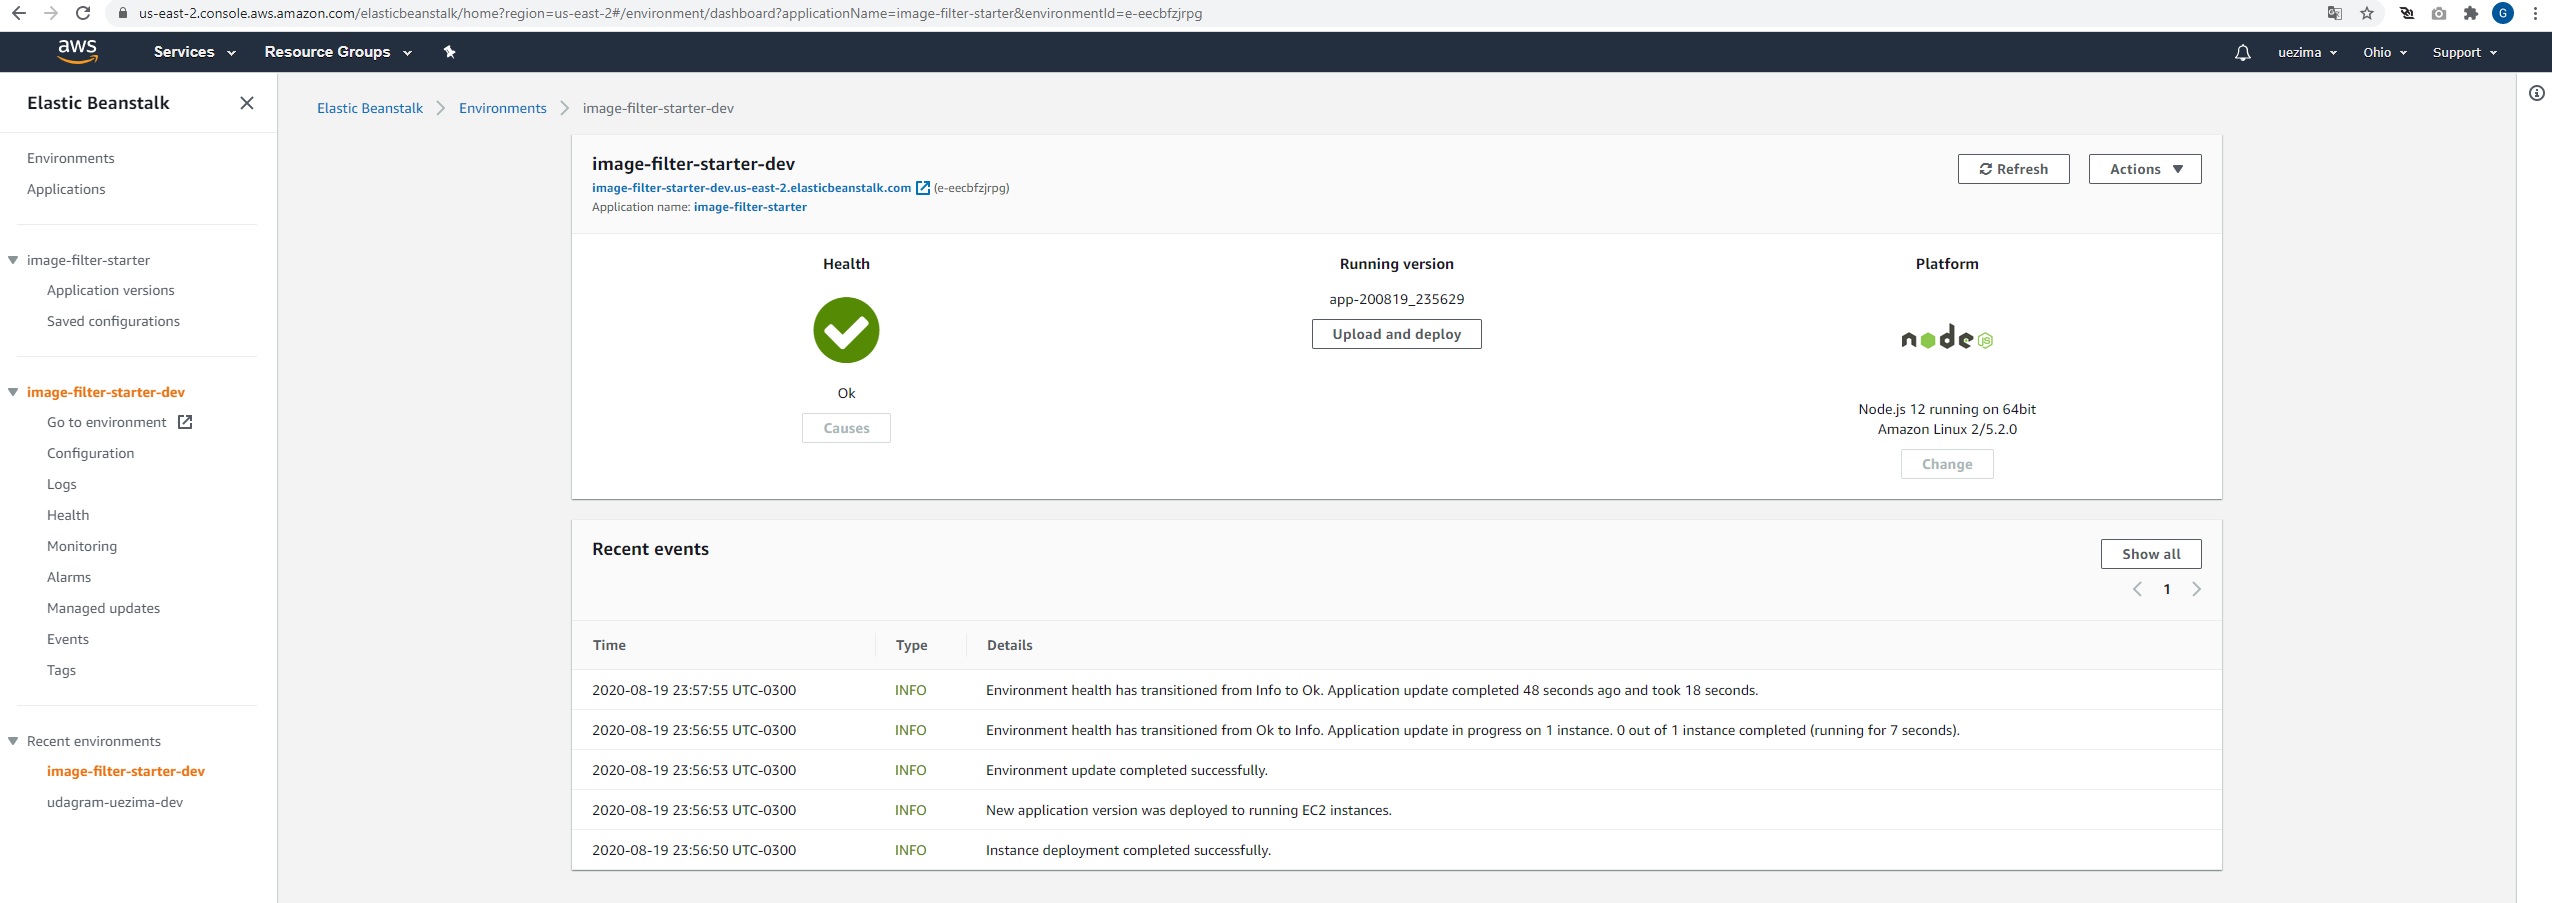 us-east-2.console.aws.amazon.com/elasticbeanstalk/home?region=us-east-2#/environment/dashboard?applicationName=image-filter-starter&environmentId=e-eecbfzjrpg
G
aws Services Resource Groups uezima Ohio Support
Elastic Beanstalk
Environments
Applications
image-filter-starter
Application versions
Saved configurations
image-filter-starter-dev
Go to environment
Configuration
Logs
Health
Monitoring
Alarms
Managed updates
Events
Tags
Recent environments
image-filter-starter-dev
udagram-uezima-dev
Elastic Beanstalk Environments image-filter-starter-dev
image-filter-starter-dev
image-filter-starter-dev.us-east-2.elasticbeanstalk.com (e-eecbfzjrpg)
Application name: image-filter-starter
Refresh Actions
Health
Ok
Causes
Running version
app-200819_235629
Upload and deploy
Platform
node JS
Node.js 12 running on 64bit
Amazon Linux 2/5.2.0
Change
Recent events
Show all
1
Time Type Details
2020-08-19 23:57:55 UTC-0300 INFO Environment health has transitioned from Info to Ok. Application update completed 48 seconds ago and took 18 seconds.
2020-08-19 23:56:55 UTC-0300 INFO Environment health has transitioned from Ok to Info. Application update in progress on 1 instance. 0 out of 1 instance completed (running for 7 seconds).
2020-08-19 23:56:53 UTC-0300 INFO Environment update completed successfully.
2020-08-19 23:56:53 UTC-0300 INFO New application version was deployed to running EC2 instances.
2020-08-19 23:56:50 UTC-0300 INFO Instance deployment completed successfully.